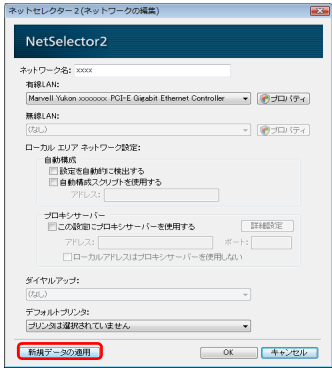 ネットセレクター２(ネットワークの編集)
NetSelector2
ネットワーク名: xxxx
有線LAN:
Marvell Yukon xxxxxxx PCI-E Gigabit Ethernet Controller プロパティ
無線LAN:
(なし) プロパティ
ローカル エリア ネットワーク設定:
自動構成
設定を自動的に検出する
自動構成スクリプトを使用する
アドレス:
プロキシサーバー
この設定にプロキシサーバーを使用する 詳細設定
アドレス: ポート:
ローカルアドレスはプロキシサーバーを使用しない
ダイヤルアップ:
(なし)
デフォルトプリンタ:
プリンタは選択されていません
新規データの適用 OK キャンセル